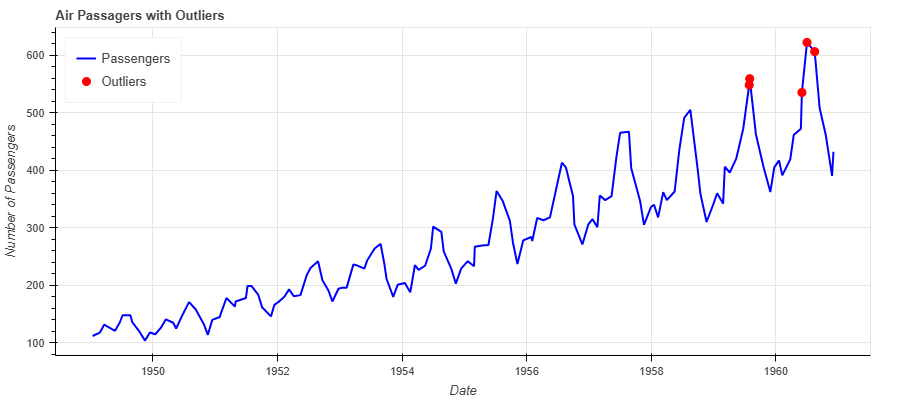 Air Passagers with Outliers
Passengers
Outliers
Number of Passengers
600
500
400
300
200
100
1950 1952 1954 1956 1958 1960
Date